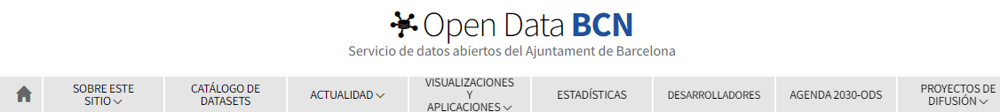 Open Data BCN
Servicio de datos abiertos del Ajuntament de Barcelona
SOBRE ESTE
SITIO
CATÁLOGO DE
DATASETS
ACTUALIDAD
VISUALIZACIONES
Y
APLICACIONES
ESTADÍSTICAS
DESARROLLADORES
AGENDA 2030-ODS
PROYECTOS DE
DIFUSIÓN